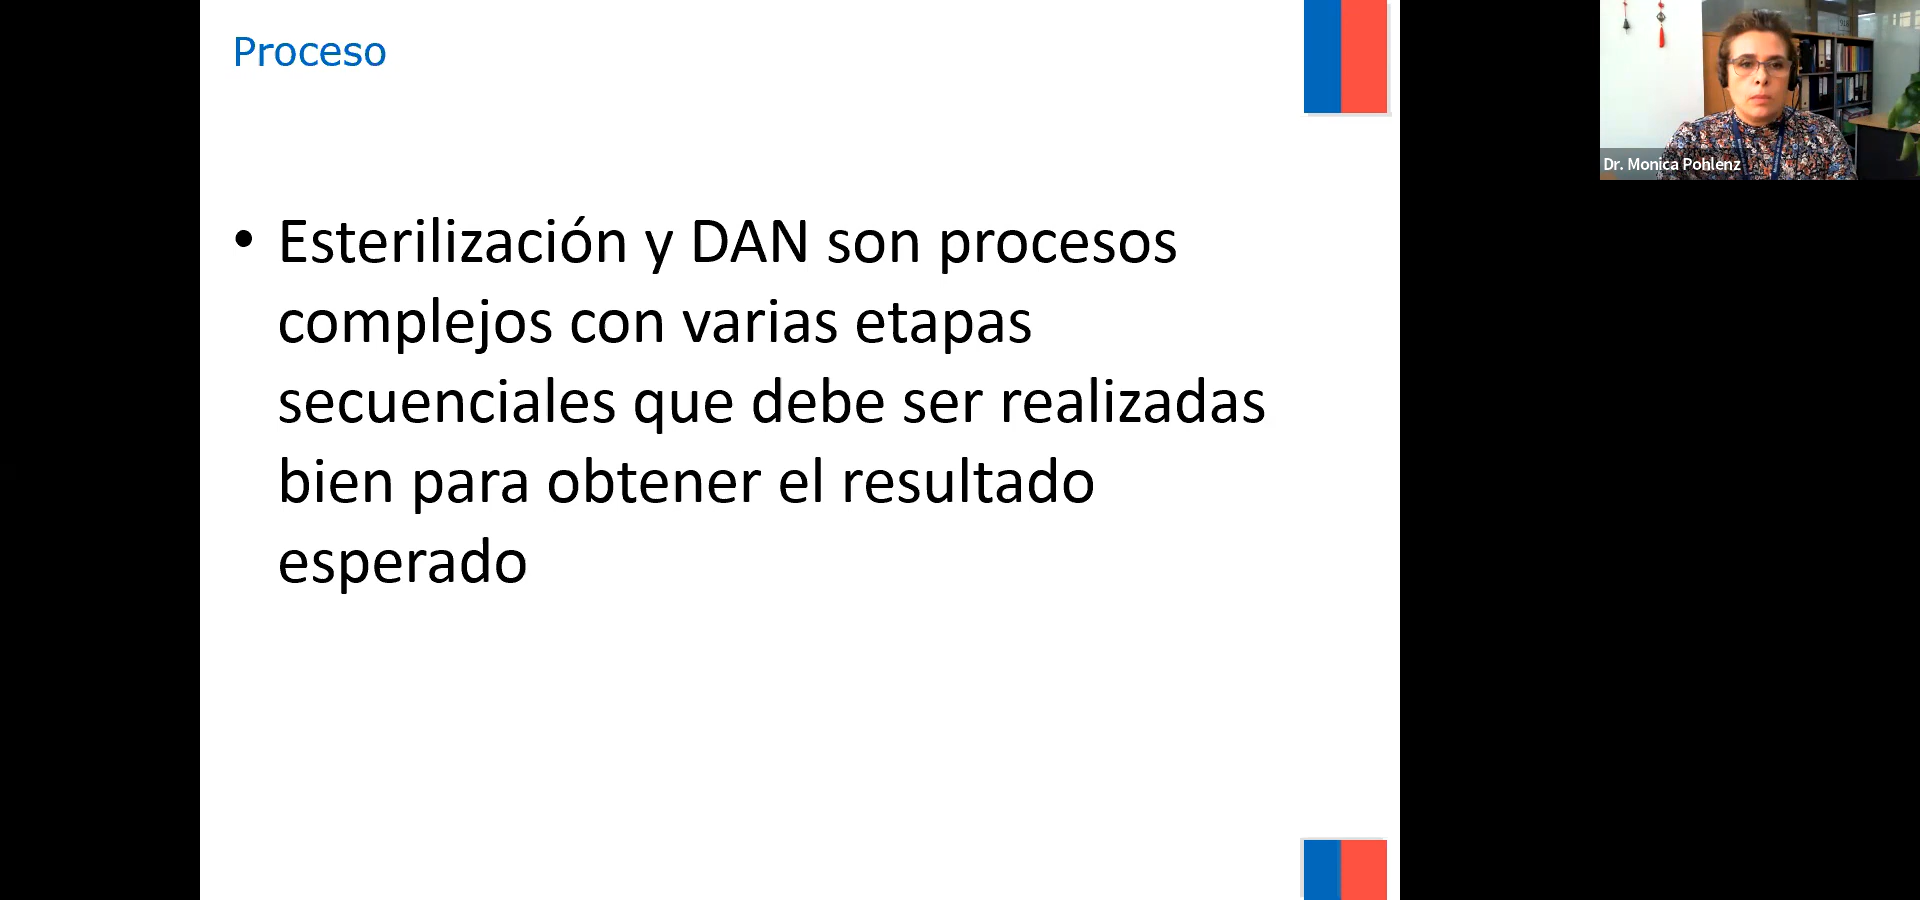 Proceso
• Esterilización y DAN son procesos
complejos con varias etapas
secuenciales que debe ser realizadas
bien para obtener el resultado
esperado
Dr. Monica Pohlenz